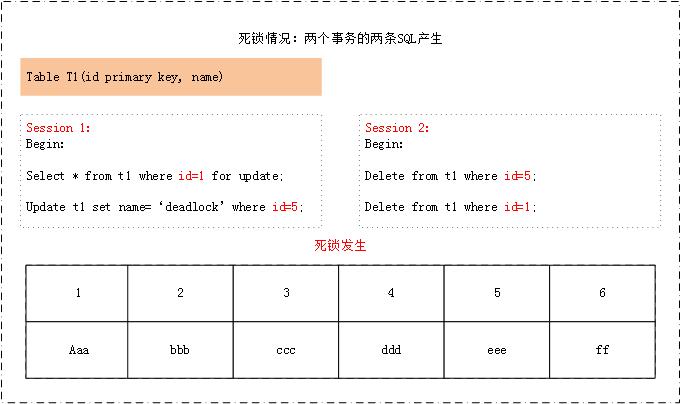 死锁情况：两个事务的两条SQL产生
Table T1(id primary key, name)
Session 1:
Begin:
Select * from t1 where id=1 for update;
Update t1 set name=‘deadlock’where id=5;
Session 2:
Begin:
Delete from t1 where id=5;
Delete from t1 where id=1;
死锁发生
1 2 3 4 5 6
Aaa bbb ccc ddd eee ff